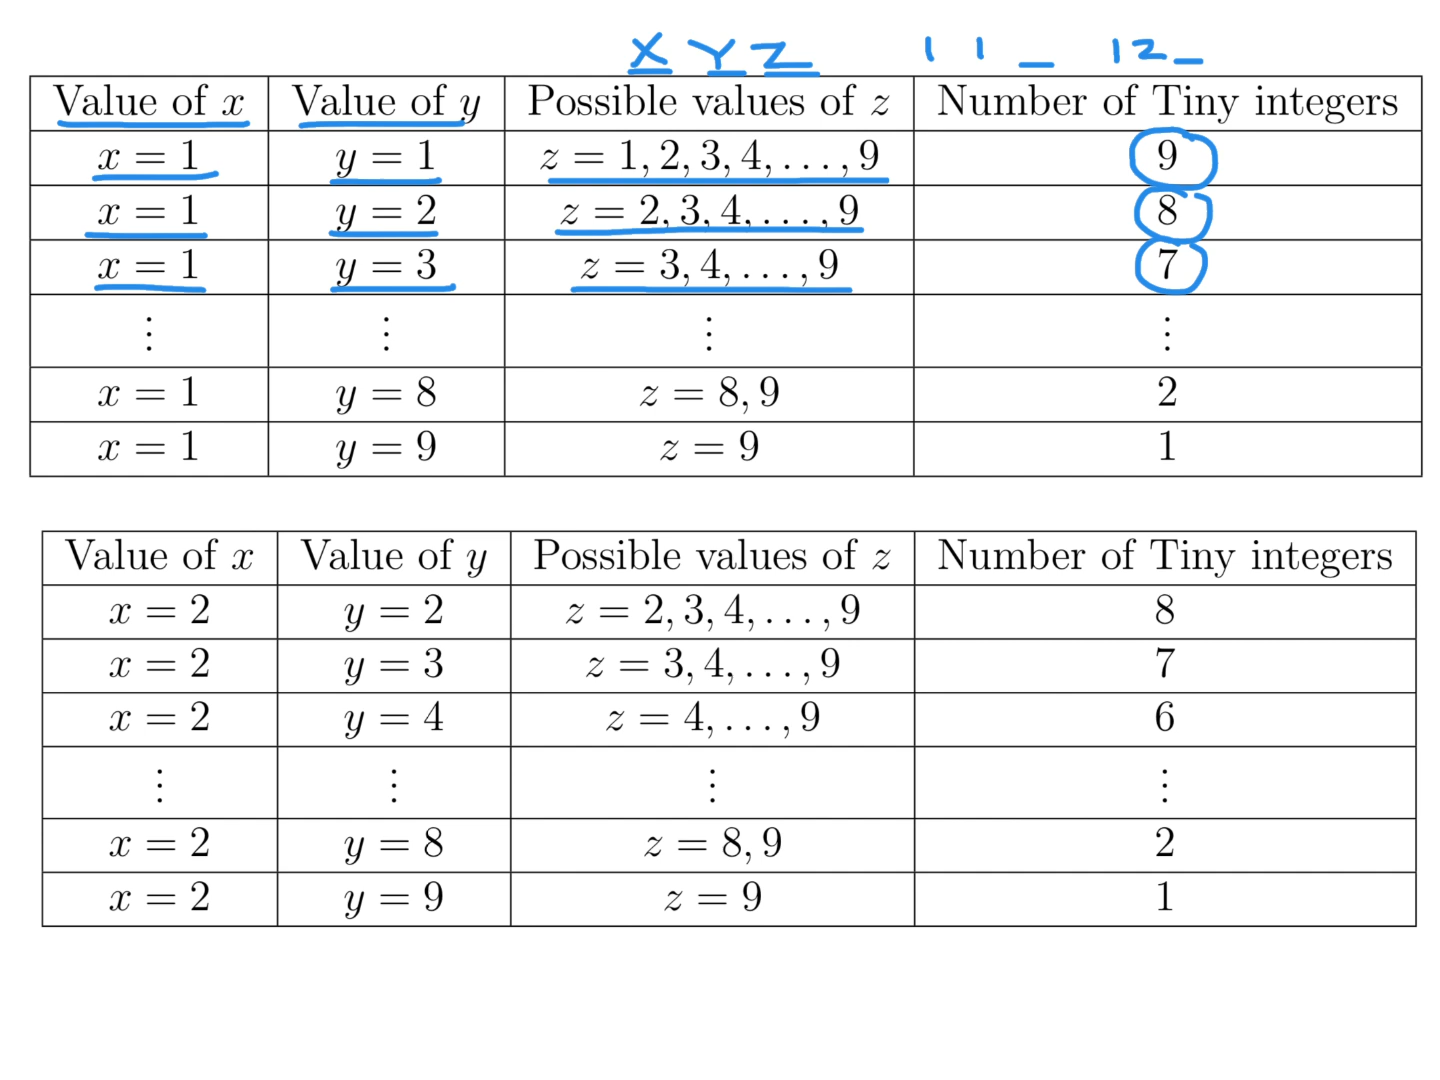 X Y Z 1 1 _ 1 2 _
Value of x Value of y Possible values of z Number of Tiny integers
x = 1 y = 1 z = 1, 2, 3, 4, . . . , 9 9
x = 1 y = 2 z = 2, 3, 4, . . . , 9 8
x = 1 y = 3 z = 3, 4, . . . , 9 7
⋮ ⋮ ⋮ ⋮
x = 1 y = 8 z = 8, 9 2
x = 1 y = 9 z = 9 1
Value of x Value of y Possible values of z Number of Tiny integers
x = 2 y = 2 z = 2, 3, 4, . . . , 9 8
x = 2 y = 3 z = 3, 4, . . . , 9 7
x = 2 y = 4 z = 4, . . . , 9 6
⋮ ⋮ ⋮ ⋮
x = 2 y = 8 z = 8, 9 2
x = 2 y = 9 z = 9 1